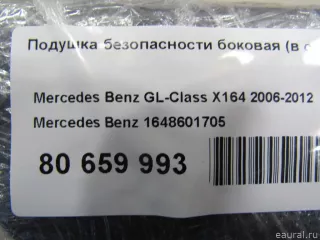 Подушка безопасности боковая (в
Mercedes Benz GL-Class X164 2006-2012
Mercedes Benz 1648601705
80 659 993
eaural.ru